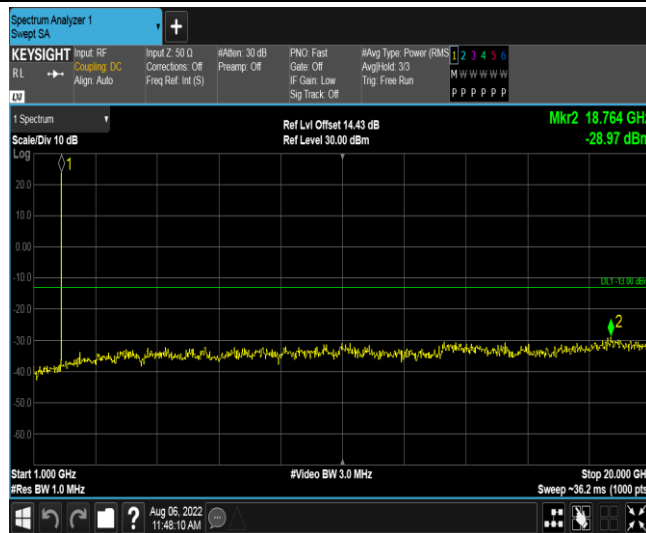 Spectrum Analyzer 1
Swept SA
+
KEYSIGHT
RL
LXI
Input: RF
Coupling: DC
Align: Auto
Input Z: 50 Ω
Corrections: Off
Freq Ref: Int (S)
#Atten: 30 dB
Preamp: Off
PNO: Fast
Gate: Off
IF Gain: Low
Sig Track: Off
#Avg Type: Power (RMS
Avg|Hold: 3/3
Trig: Free Run
1 2 3 4 5 6
M W W W W W
P P P P P P
1 Spectrum
Scale/Div 10 dB
Log
Ref Lvl Offset 14.43 dB
Ref Level 30.00 dBm
Mkr2 18.764 GHz
-28.97 dBm
1
20.0
10.0
0.00
-10.0
DL1 -13.00 dBm
2
-20.0
-30.0
-40.0
-50.0
-60.0
Start 1.000 GHz
#Res BW 1.0 MHz
#Video BW 3.0 MHz
Stop 20.000 GHz
Sweep ~36.2 ms (1000 pts
?
Aug 06, 2022
11:48:10 AM